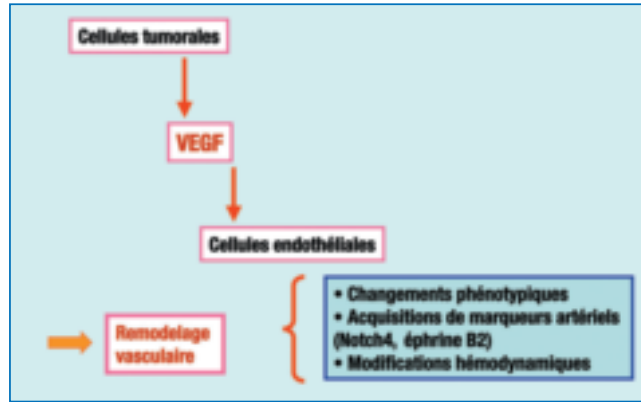 Cellules tumorales
VEGF
Cellules endothéliales
Remodelage
vasculaire
• Changements phénotypiques
• Acquisitions de marqueurs artériels
(Notch4, éphrine B2)
• Modifications hémodynamiques